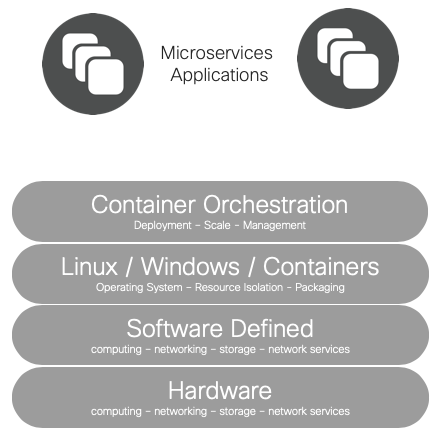 Microservices
Applications
Container Orchestration
Deployment – Scale - Management
Linux / Windows / Containers
Operating System – Resource Isolation – Packaging
Software Defined
computing – networking – storage – network services
Hardware
computing – networking – storage – network services